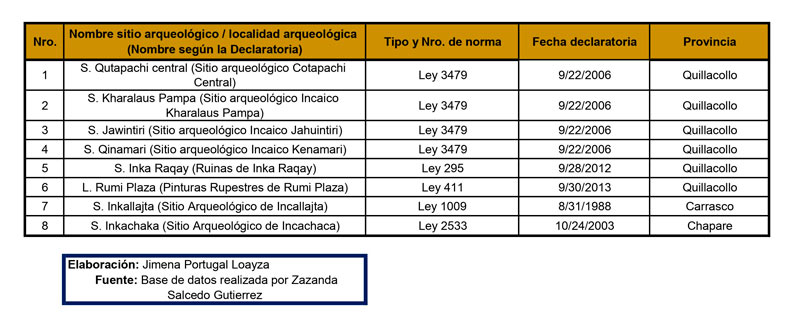 Nro. Nombre sitio arqueológico / localidad arqueológica (Nombre según la Declaratoria) Tipo y Nro. de norma Fecha declaratoria Provincia
1 S. Qutapachi central (Sitio arqueológico Cotapachi Central) Ley 3479 9/22/2006 Quillacollo
2 S. Kharalaus Pampa (Sitio arqueológico Incaico Kharalaus Pampa) Ley 3479 9/22/2006 Quillacollo
3 S. Jawintiri (Sitio arqueológico Incaico Jahuintiri) Ley 3479 9/22/2006 Quillacollo
4 S. Qinamari (Sitio arqueológico Incaico Kenamari) Ley 3479 9/22/2006 Quillacollo
5 S. Inka Raqay (Ruinas de Inka Raqay) Ley 295 9/28/2012 Quillacollo
6 L. Rumi Plaza (Pinturas Rupestres de Rumi Plaza) Ley 411 9/30/2013 Quillacollo
7 S. Inkallajta (Sitio Arqueológico de Incallajta) Ley 1009 8/31/1988 Carrasco
8 S. Inkachaka (Sitio Arqueológico de Incachaca) Ley 2533 10/24/2003 Chapare
Elaboración: Jimena Portugal Loayza
Fuente: Base de datos realizada por Zazanda
Salcedo Gutierrez